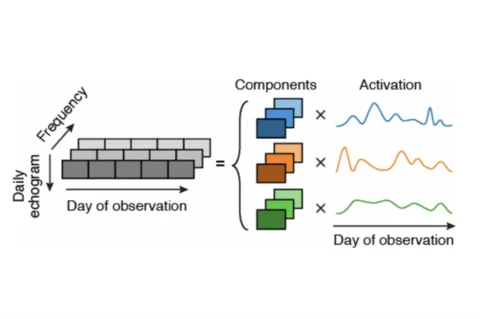 Components
Activation
Frequency
Daily
echogram
Day of observation
=
×
×
×
Day of observation